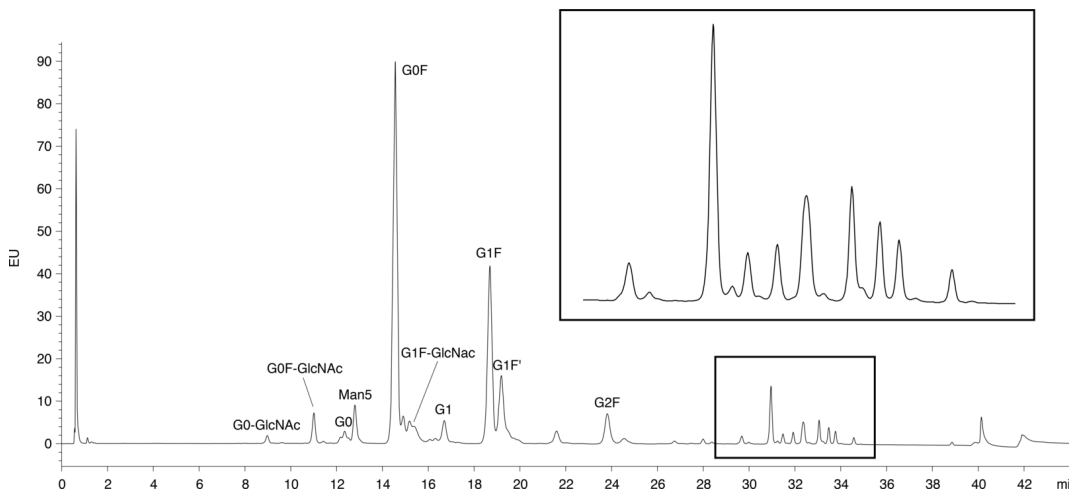 90
80
70
60
50
40
30
20
10
0
EU
G0F
G1F
G1F-GlcNac
G0F-GlcNAc
G1F'
Man5
G0-GlcNAc
G0
G1
G2F
0 2 4 6 8 10 12 14 16 18 20 22 24 26 28 30 32 34 36 38 40 42 mi